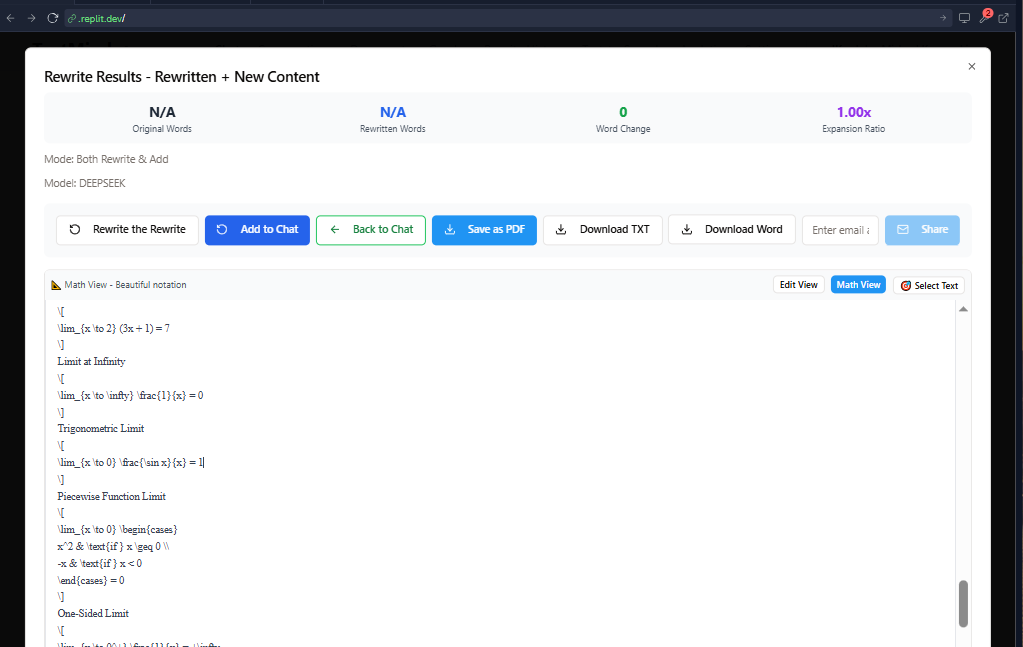 .replit.dev/
2
Rewrite Results - Rewritten + New Content
N/A
Original Words
N/A
Rewritten Words
0
Word Change
1.00x
Expansion Ratio
Mode: Both Rewrite & Add
Model: DEEPSEEK
Rewrite the Rewrite
Add to Chat
Back to Chat
Save as PDF
Download TXT
Download Word
Enter email a
Share
Math View - Beautiful notation
Edit View
Math View
Select Text
\[
\lim_{x \to 2} (3x + 1) = 7
\]
Limit at Infinity
\[
\lim_{x \to \infty} \frac{1}{x} = 0
\]
Trigonometric Limit
\[
\lim_{x \to 0} \frac{\sin x}{x} = 1
\]
Piecewise Function Limit
\[
\lim_{x \to 0} \begin{cases}
x^2 & \text{if } x \geq 0 \\
-x & \text{if } x < 0
\end{cases} = 0
\]
One-Sided Limit
\[